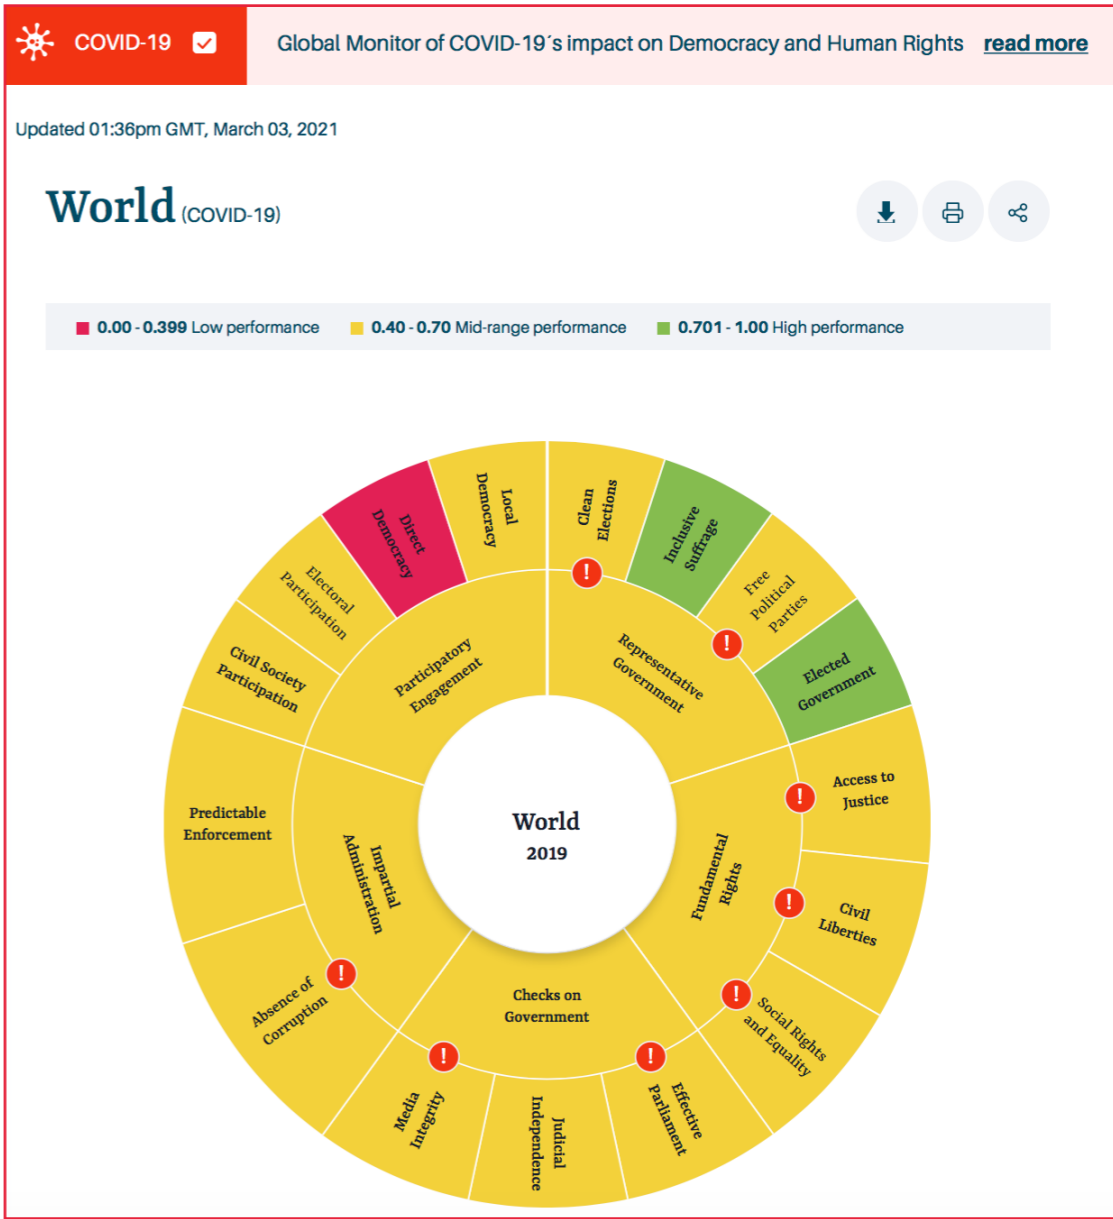 COVID-19
Global Monitor of COVID-19´s impact on Democracy and Human Rights read more
Updated 01:36pm GMT, March 03, 2021
World (COVID-19)
0.00 - 0.399 Low performance 0.40 - 0.70 Mid-range performance 0.701 - 1.00 High performance
Local
Democracy
Clean
Elections
!
Inclusive
Suffrage
Free
Political
Parties
!
Elected
Government
Representative
Government
Access to
Justice
!
Civil
Liberties
!
Social Rights
and Equality
!
Fundamental
Rights
Effective
Parliament
!
Judicial
Independence
Media
Integrity
!
Checks on
Government
Absence of
Corruption
!
Predictable
Enforcement
Impartial
Administration
Civil Society
Participation
Electoral
Participation
Direct
Democracy
Participatory
Engagement
World
2019